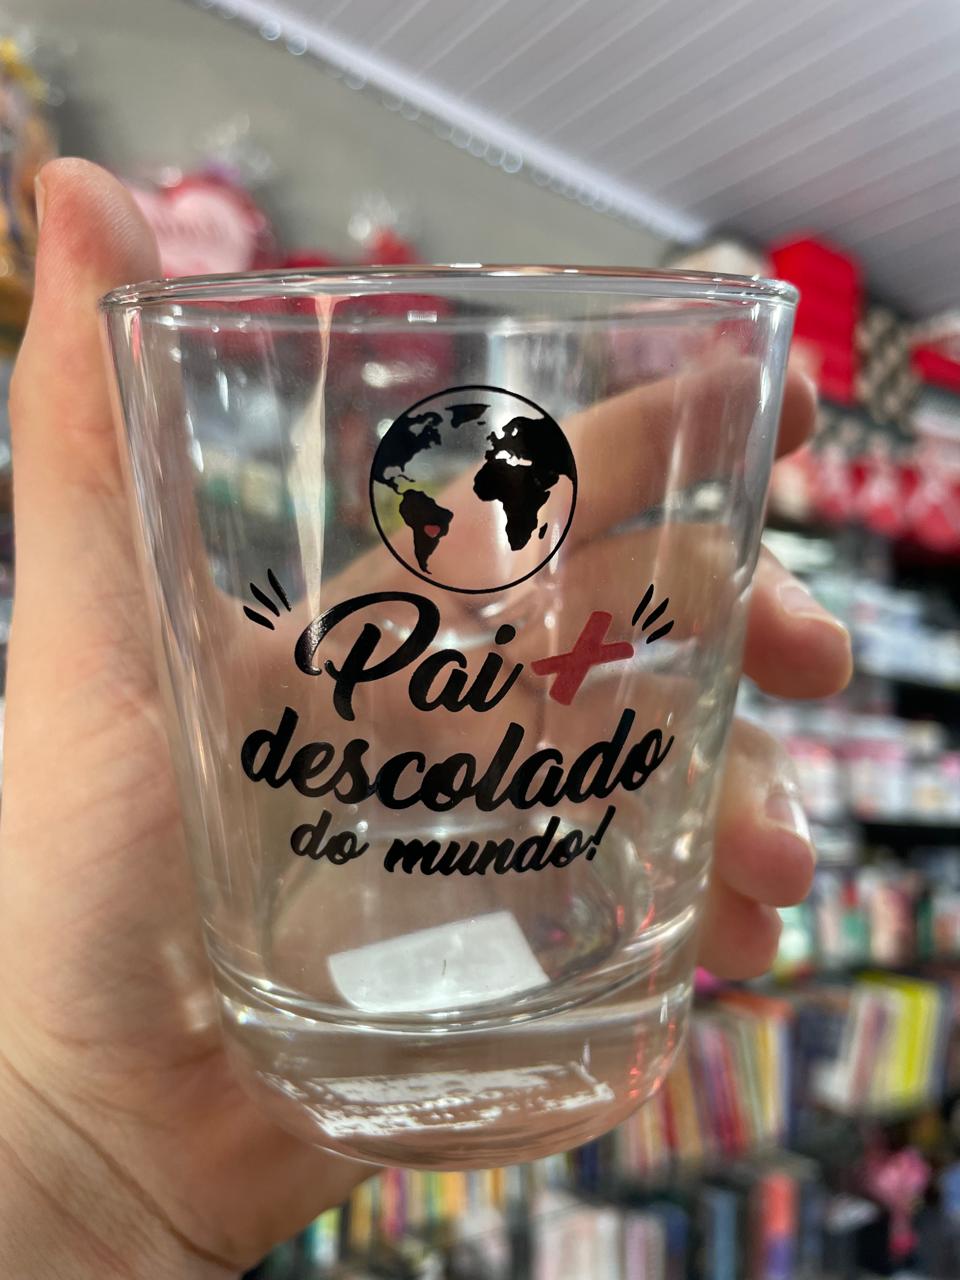 Pai +
descolado
do mundo!